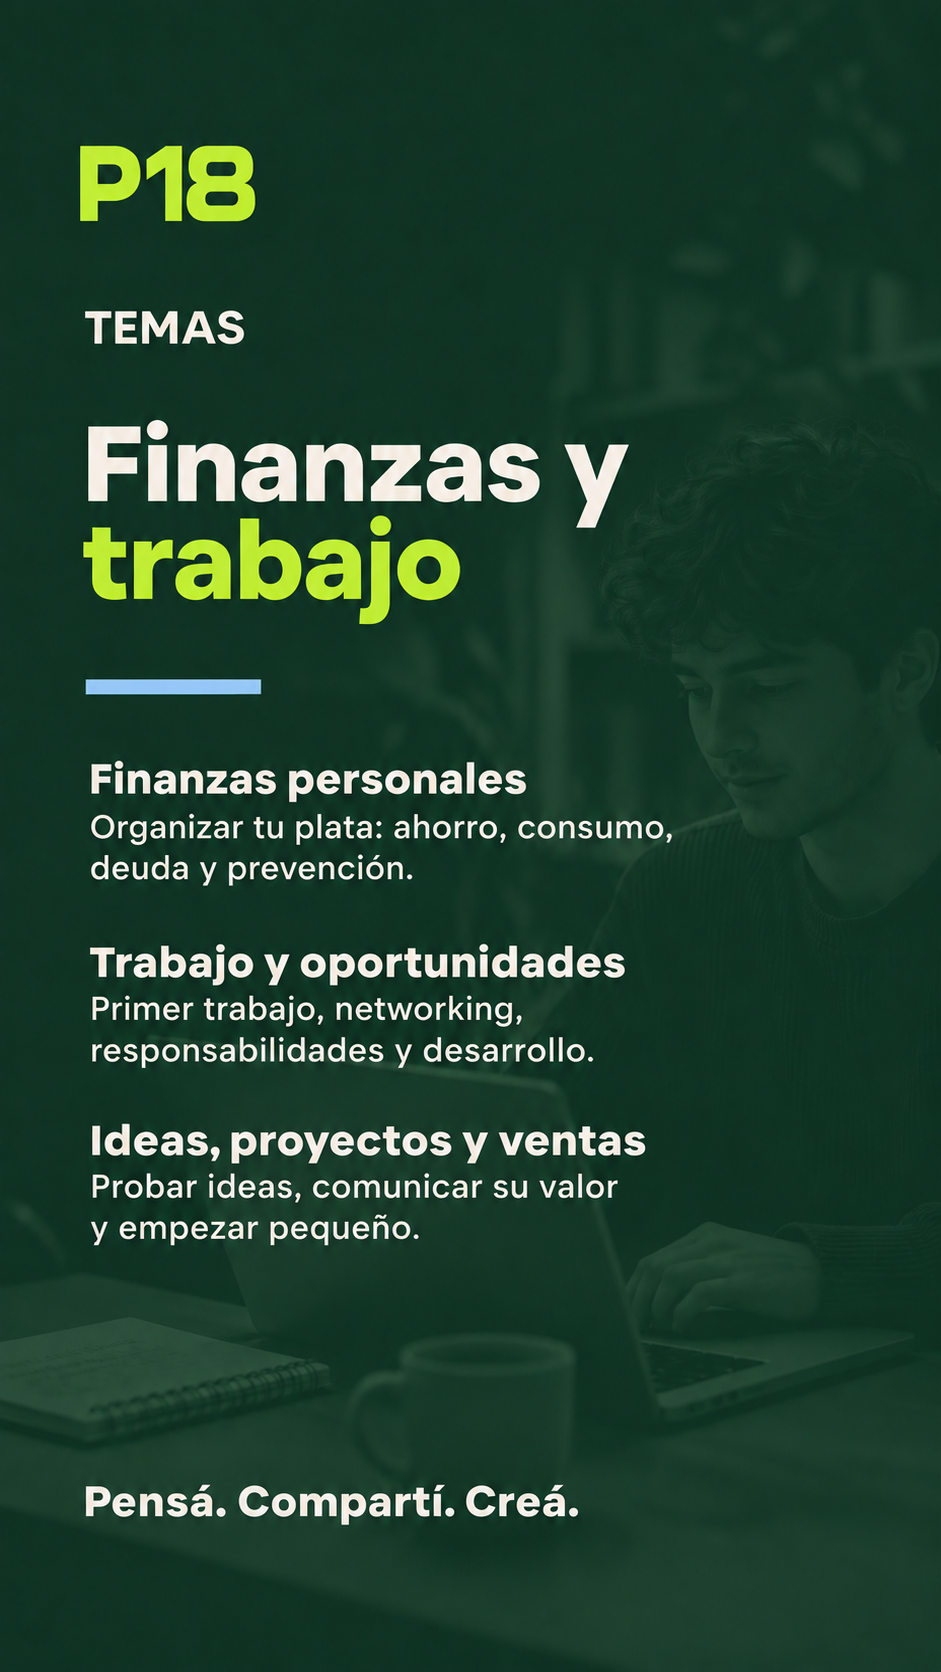 P18
TEMAS
Finanzas y
trabajo
Finanzas personales
Organizar tu plata: ahorro, consumo,
deuda y prevención.
Trabajo y oportunidades
Primer trabajo, networking,
responsabilidades y desarrollo.
Ideas, proyectos y ventas
Probar ideas, comunicar su valor
y empezar pequeño.
Pensá. Compartí. Creá.